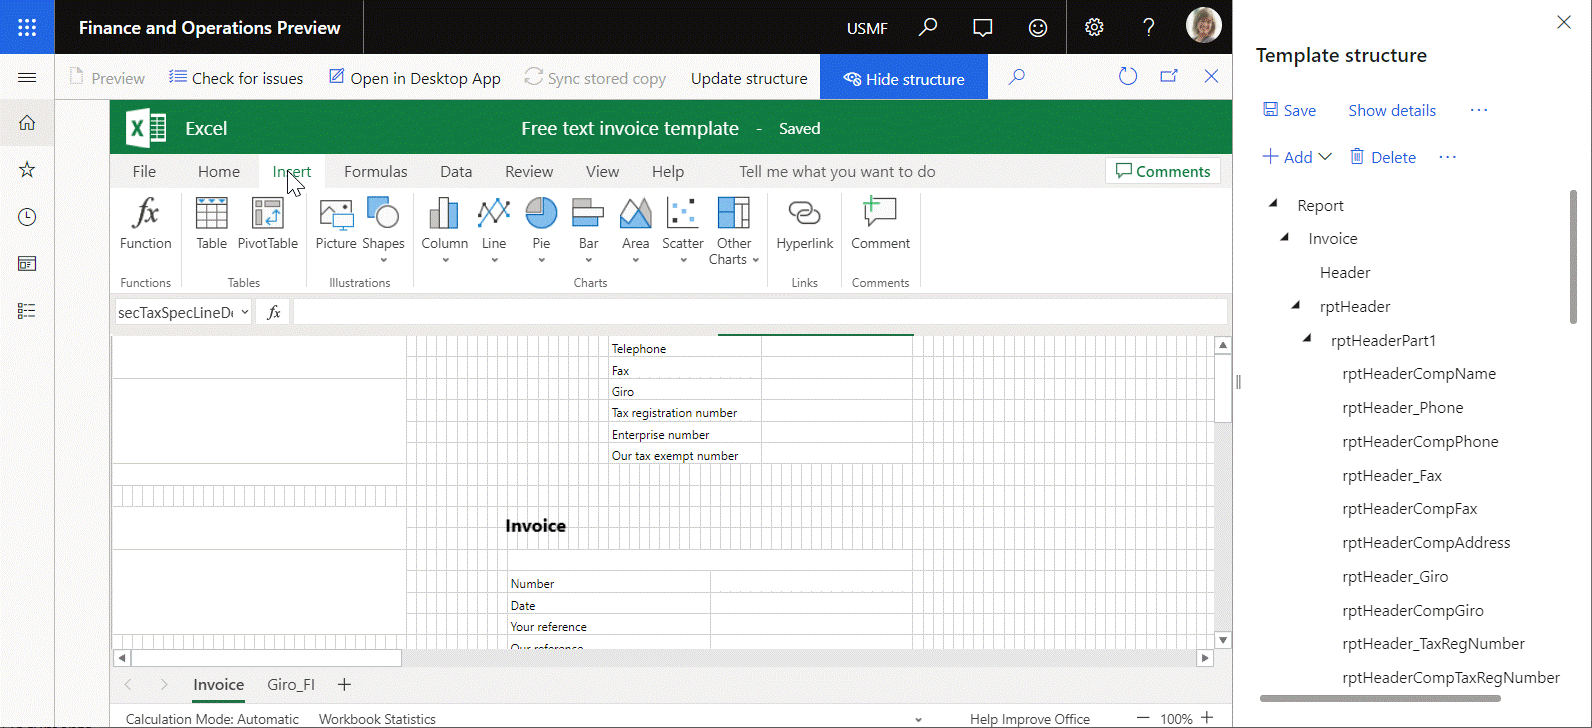 Finance and Operations Preview
USMF
Preview
Check for issues
Open in Desktop App
Sync stored copy
Update structure
Hide structure
Excel
Free text invoice template - Saved
File
Home
Insert
Formulas
Data
Review
View
Help
Tell me what you want to do
Comments
Function
Table
PivotTable
Picture
Shapes
Column
Line
Pie
Bar
Area
Scatter
Other
Charts
Hyperlink
Comment
Functions
Tables
Illustrations
Charts
Links
Comments
secTaxSpecLineDe
fx
Telephone
Fax
Giro
Tax registration number
Enterprise number
Our tax exempt number
Invoice
Number
Date
Your reference
Our reference
Invoice
Giro_FI
Calculation Mode: Automatic
Workbook Statistics
Help Improve Office
100%
Template structure
Save
Show details
Add
Delete
Report
Invoice
Header
rptHeader
rptHeaderPart1
rptHeaderCompName
rptHeader_Phone
rptHeaderCompPhone
rptHeader_Fax
rptHeaderCompFax
rptHeaderCompAddress
rptHeader_Giro
rptHeaderCompGiro
rptHeader_TaxRegNumber
rptHeaderCompTaxRegNumber